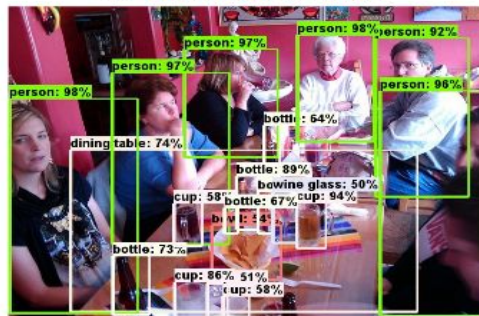 person: 98%
person: 97%
person: 97%
person: 98%
person: 92%
person: 96%
bottle: 64%
dining table: 74%
bottle: 89%
wine glass: 50%
cup: 58%
bottle: 67%
cup: 94%
bowl: 54%
bottle: 73%
cup: 86%
51%
cup: 58%